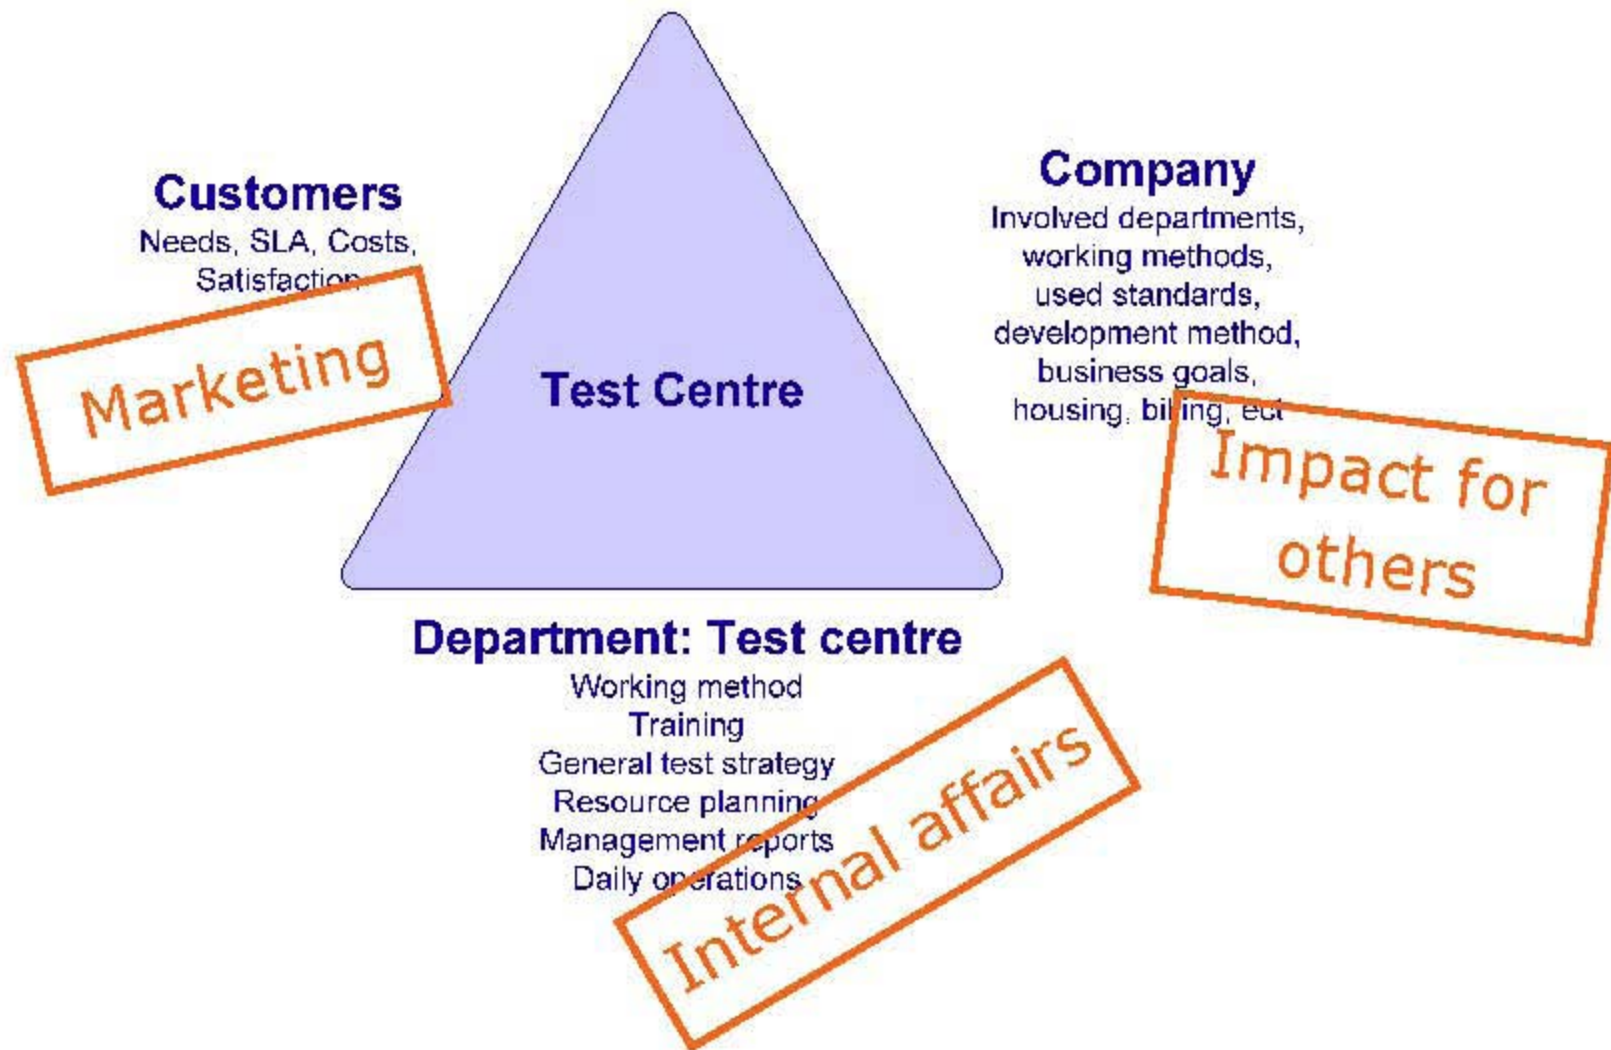 Customers
Needs, SLA, Costs,
Satisfaction
Marketing
Test Centre
Company
Involved departments,
working methods,
used standards,
development method,
business goals,
housing, billing, ect
Impact for
others
Department: Test centre
Working method
Training
General test strategy
Resource planning
Management reports
Daily operations
Internal affairs